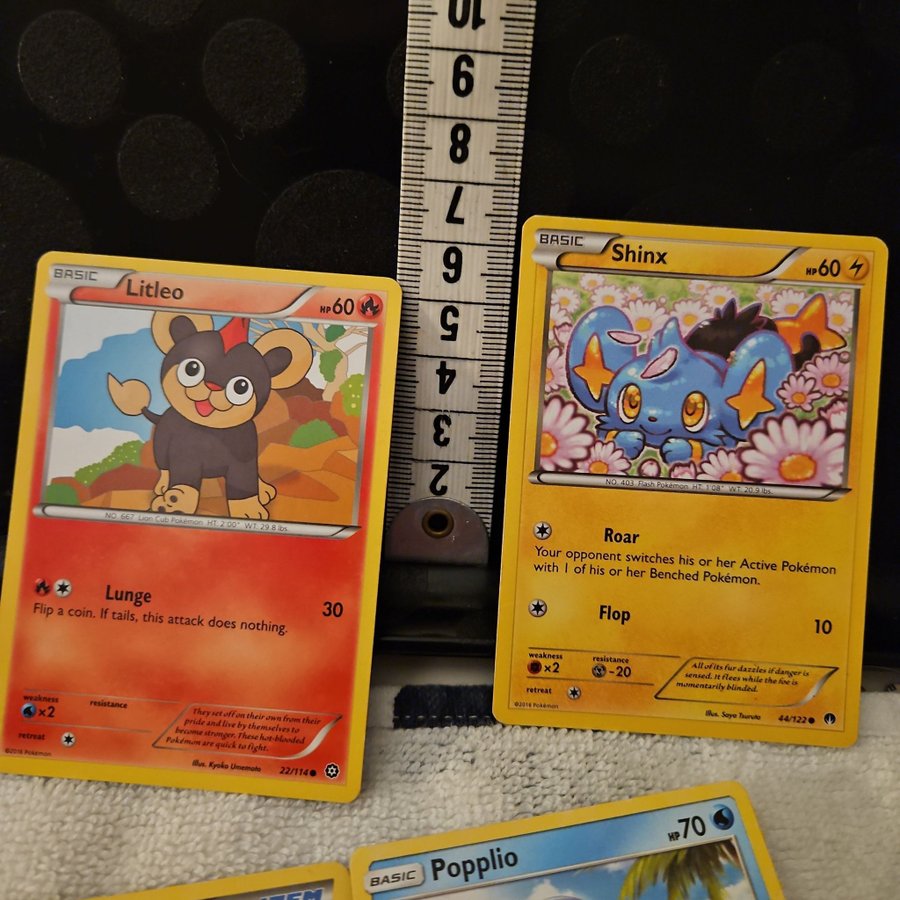 10
9
8
7
6
5
4
3
2
BASIC
Litleo
HP 60
NO. 667 Lion Cub Pokémon HT: 2'00" WT: 29.8 lbs.
Lunge
30
Flip a coin. If tails, this attack does nothing.
weakness
×2
resistance
retreat
They set off on their own from their
pride and live by themselves to
become stronger. These hot-blooded
Pokémon are quick to fight.
©2016 Pokémon
Illus. Kyoko Umemoto
22/114
BASIC
Shinx
HP 60
NO. 403 Flash Pokémon HT: 1'08" WT: 20.9 lbs.
Roar
Your opponent switches his or her Active Pokémon
with 1 of his or her Benched Pokémon.
Flop
10
weakness
×2
resistance
-20
retreat
All of its fur dazzles if danger is
sensed. It flees while the foe is
momentarily blinded.
©2016 Pokémon
Illus. Saya Tsuruta
44/122
BASIC
Popplio
HP 70